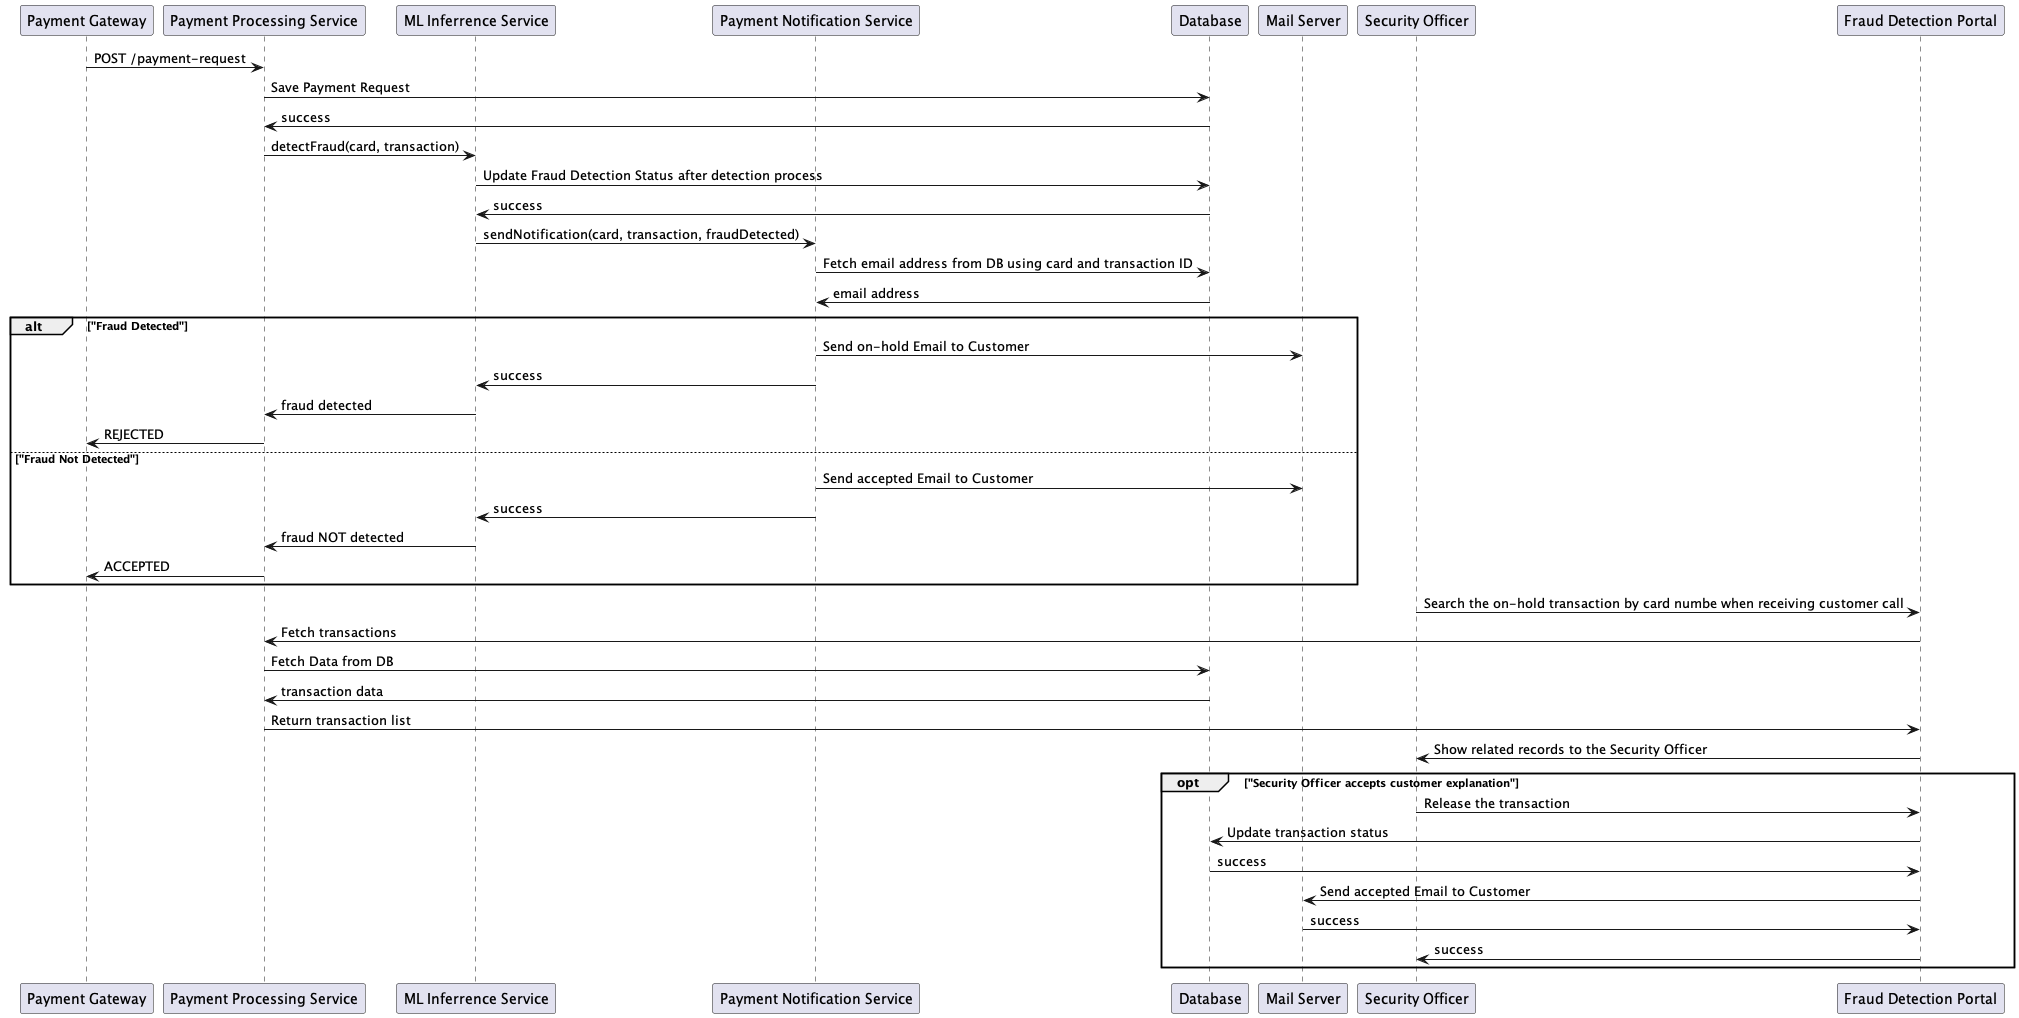 Payment Gateway
Payment Processing Service
ML Inferrence Service
Payment Notification Service
Database
Mail Server
Security Officer
Fraud Detection Portal
POST /payment-request
Save Payment Request
success
detectFraud(card, transaction)
Update Fraud Detection Status after detection process
success
sendNotification(card, transaction, fraudDetected)
Fetch email address from DB using card and transaction ID
email address
alt
["Fraud Detected"]
Send on-hold Email to Customer
success
fraud detected
REJECTED
["Fraud Not Detected"]
Send accepted Email to Customer
success
fraud NOT detected
ACCEPTED
Search the on-hold transaction by card numbe when receiving customer call
Fetch transactions
Fetch Data from DB
transaction data
Return transaction list
Show related records to the Security Officer
opt
["Security Officer accepts customer explanation"]
Release the transaction
Update transaction status
success
Send accepted Email to Customer
success
success
Payment Gateway
Payment Processing Service
ML Inferrence Service
Payment Notification Service
Database
Mail Server
Security Officer
Fraud Detection Portal